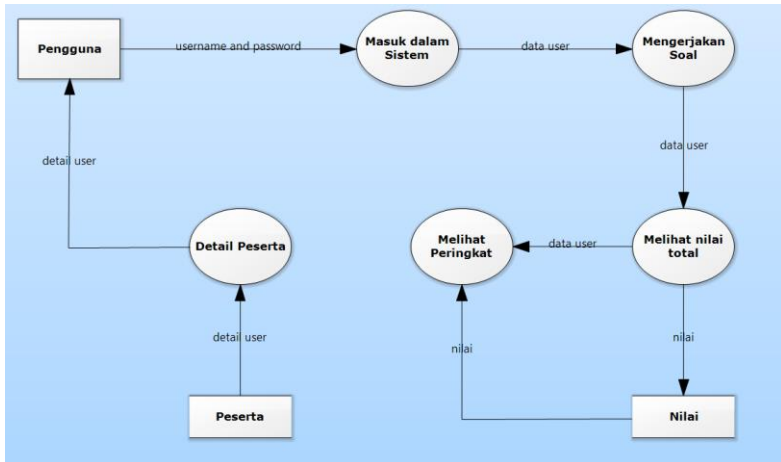 Pengguna
username and password
Masuk dalam
Sistem
data user
Mengerjakan
Soal
detail user
data user
Detail Peserta
Melihat
Peringkat
data user
Melihat nilai
total
detail user
nilai
nilai
Peserta
Nilai